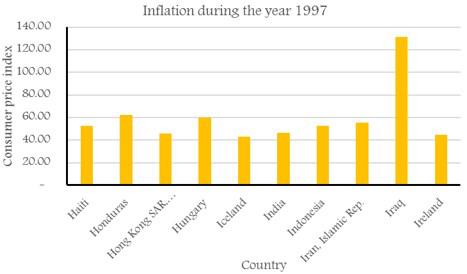 Inflation during the year 1997
Consumer price index
140.00
120.00
100.00
80.00
60.00
40.00
20.00
-
Haiti
Honduras
Hong Kong SAR,...
Hungary
Iceland
India
Indonesia
Iran, Islamic Rep.
Iraq
Ireland
Country